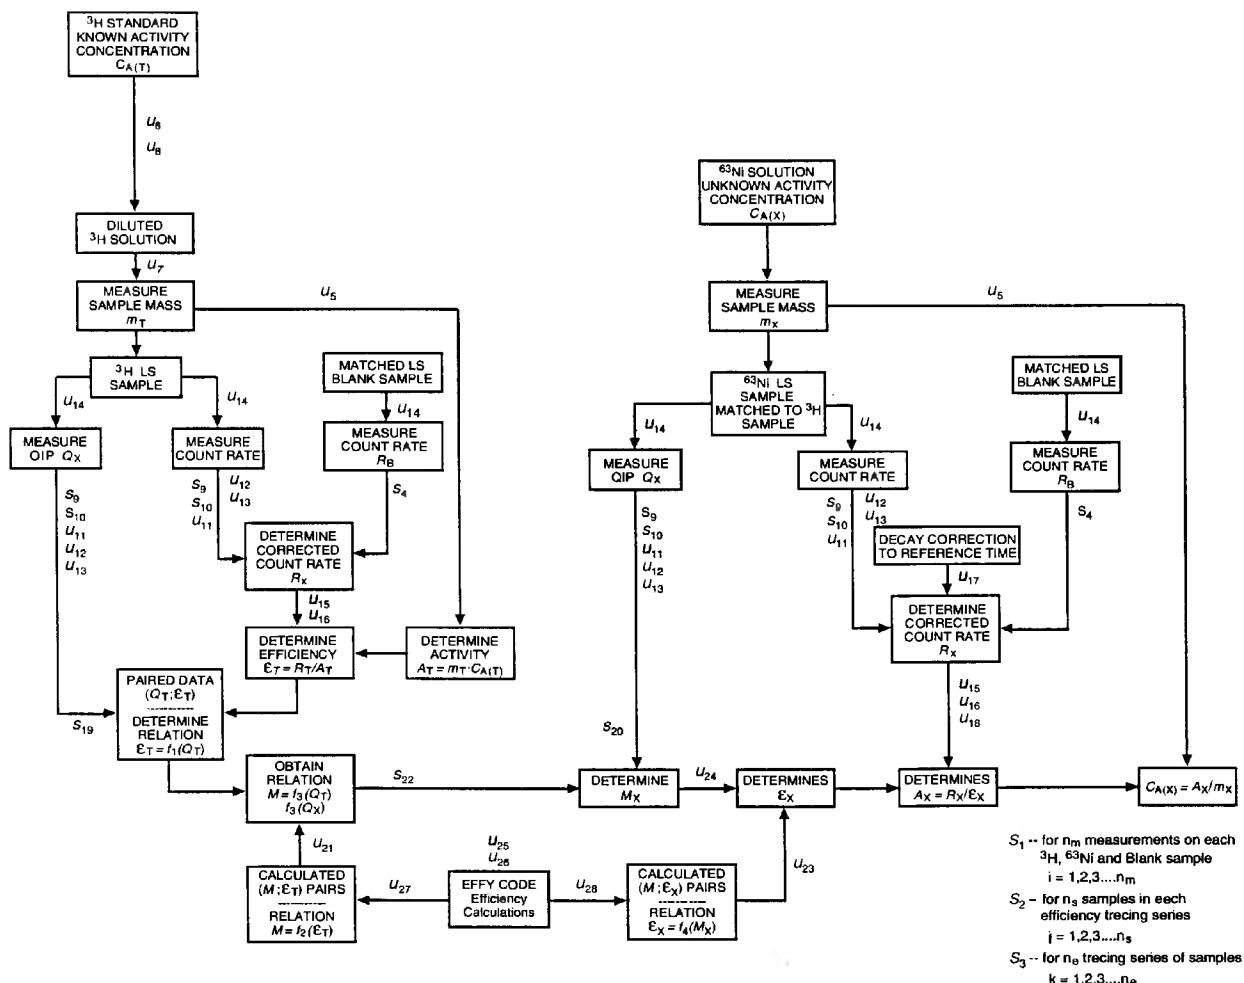 ³H STANDARD
KNOWN ACTIVITY
CONCENTRATION
C_A(T)
u₆
u₈
DILUTED
³H SOLUTION
u₇
MEASURE
SAMPLE MASS
m_T
u₅
³H LS
SAMPLE
MATCHED LS
BLANK SAMPLE
u₁₄
u₁₄
u₁₄
MEASURE
QIP Q_X
MEASURE
COUNT RATE
MEASURE
COUNT RATE
R_B
s₉
s₁₀
u₁₁
u₁₂
u₁₃
s₉
s₁₀
u₁₁
u₁₂
u₁₃
s₄
DETERMINE
CORRECTED
COUNT RATE
R_X
u₁₅
u₁₆
DETERMINE
EFFICIENCY
ε_T = R_T/A_T
DETERMINE
ACTIVITY
A_T = m_T·C_A(T)
PAIRED DATA
(Q_T; ε_T)
DETERMINE
RELATION
ε_T = f₁(Q_T)
s₁₉
OBTAIN
RELATION
M = f₃(Q_T)
f₃(Q_X)
s₂₂
u₂₁
CALCULATED
(M; ε_T) PAIRS
RELATION
M = f₂(ε_T)
u₂₇
u₂₅
u₂₆
EFFY CODE
Efficiency
Calculations
u₂₈
CALCULATED
(M; ε_X) PAIRS
RELATION
ε_X = f₄(M_X)
u₂₃
⁶³Ni SOLUTION
UNKNOWN ACTIVITY
CONCENTRATION
C_A(X)
MEASURE
SAMPLE MASS
m_X
u₅
⁶³Ni LS
SAMPLE
MATCHED TO ³H
SAMPLE
MATCHED LS
BLANK SAMPLE
u₁₄
u₁₄
u₁₄
MEASURE
QIP Q_X
MEASURE
COUNT RATE
MEASURE
COUNT RATE
R_B
s₉
s₁₀
u₁₁
u₁₂
u₁₃
s₉
s₁₀
u₁₁
u₁₂
u₁₃
s₄
DECAY CORRECTION
TO REFERENCE TIME
u₁₇
DETERMINE
CORRECTED
COUNT RATE
R_X
u₁₅
u₁₆
u₁₈
s₂₀
DETERMINE
M_X
u₂₄
DETERMINES
ε_X
DETERMINES
A_X = R_X/ε_X
C_A(X) = A_X/m_X
S₁ -- for n_m measurements on each
³H, ⁶³Ni and Blank sample
i = 1,2,3....n_m
S₂ – for n_s samples in each
efficiency trecing series
j = 1,2,3....n_s
S₃ -- for n_e trecing series of samples
k = 1,2,3....n_e